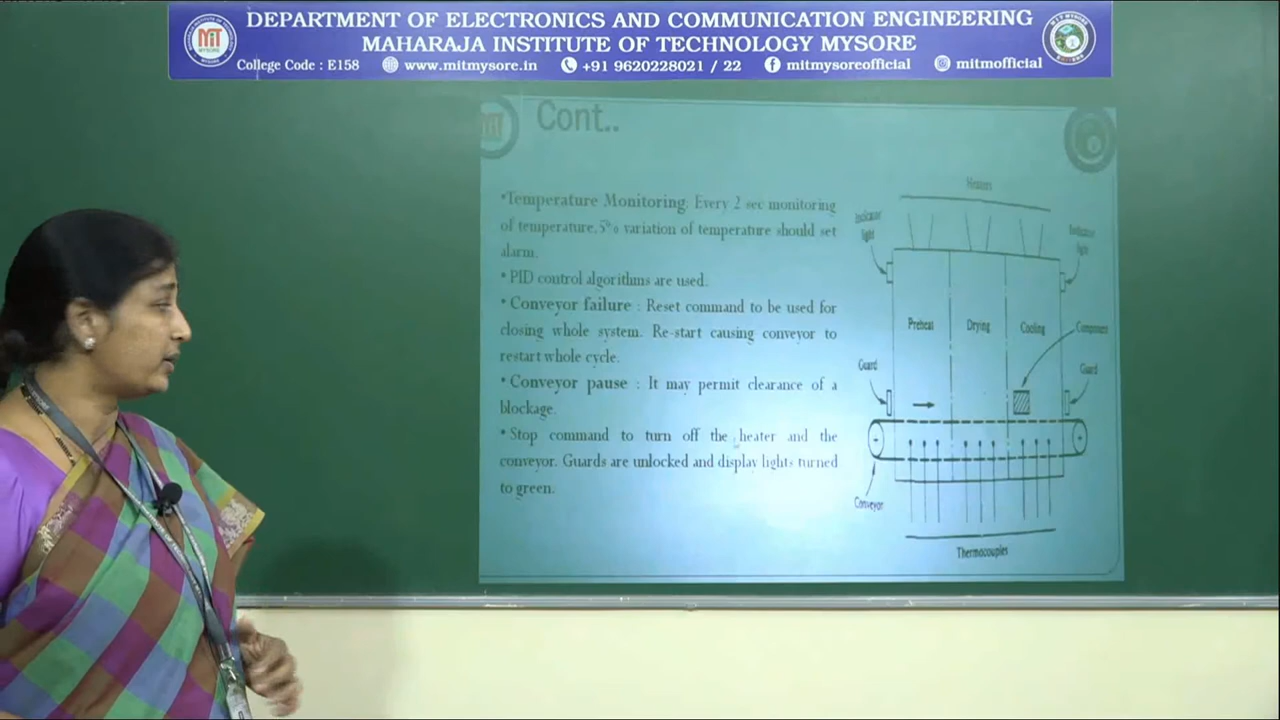 DEPARTMENT OF ELECTRONICS AND COMMUNICATION ENGINEERING
MAHARAJA INSTITUTE OF TECHNOLOGY MYSORE
College Code : E158 www.mitmysore.in +91 9620228021 / 22 mitmysoreofficial mitmofficial
MIT
MYSORE
Cont..
•Temperature Monitoring: Every 2 sec monitoring
of temperature, 5% variation of temperature should set
alarm.
• PID control algorithms are used.
• Conveyor failure : Reset command to be used for
closing whole system. Re-start causing conveyor to
restart whole cycle.
• Conveyor pause : It may permit clearance of a
blockage.
• Stop command to turn off the heater and the
conveyor. Guards are unlocked and display lights turned
to green.
Heaters
Indicator
light
Indicator
light
Preheat
Drying
Cooling
Component
Guard
Guard
Conveyor
Thermocouples